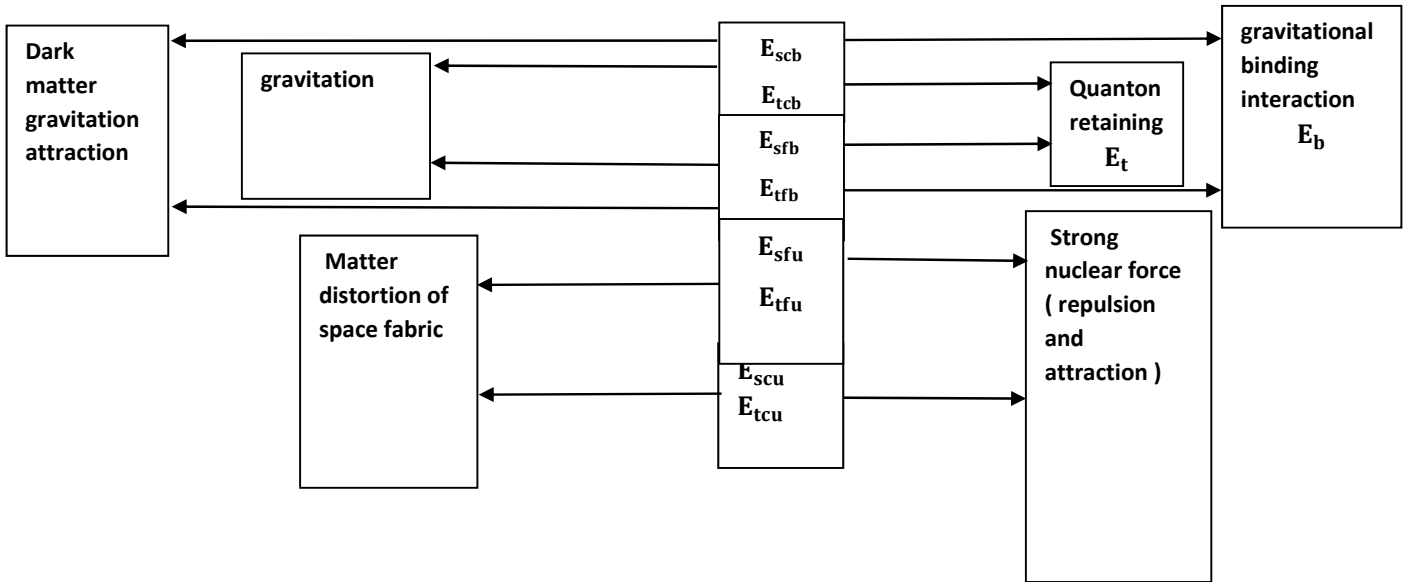 Dark
matter
gravitation
attraction
gravitation
E_scb
E_tcb
E_sfb
E_tfb
E_sfu
E_tfu
E_scu
E_tcu
Quanton
retaining
E_t
gravitational
binding
interaction
E_b
Matter
distortion of
space fabric
Strong
nuclear force
( repulsion
and
attraction )